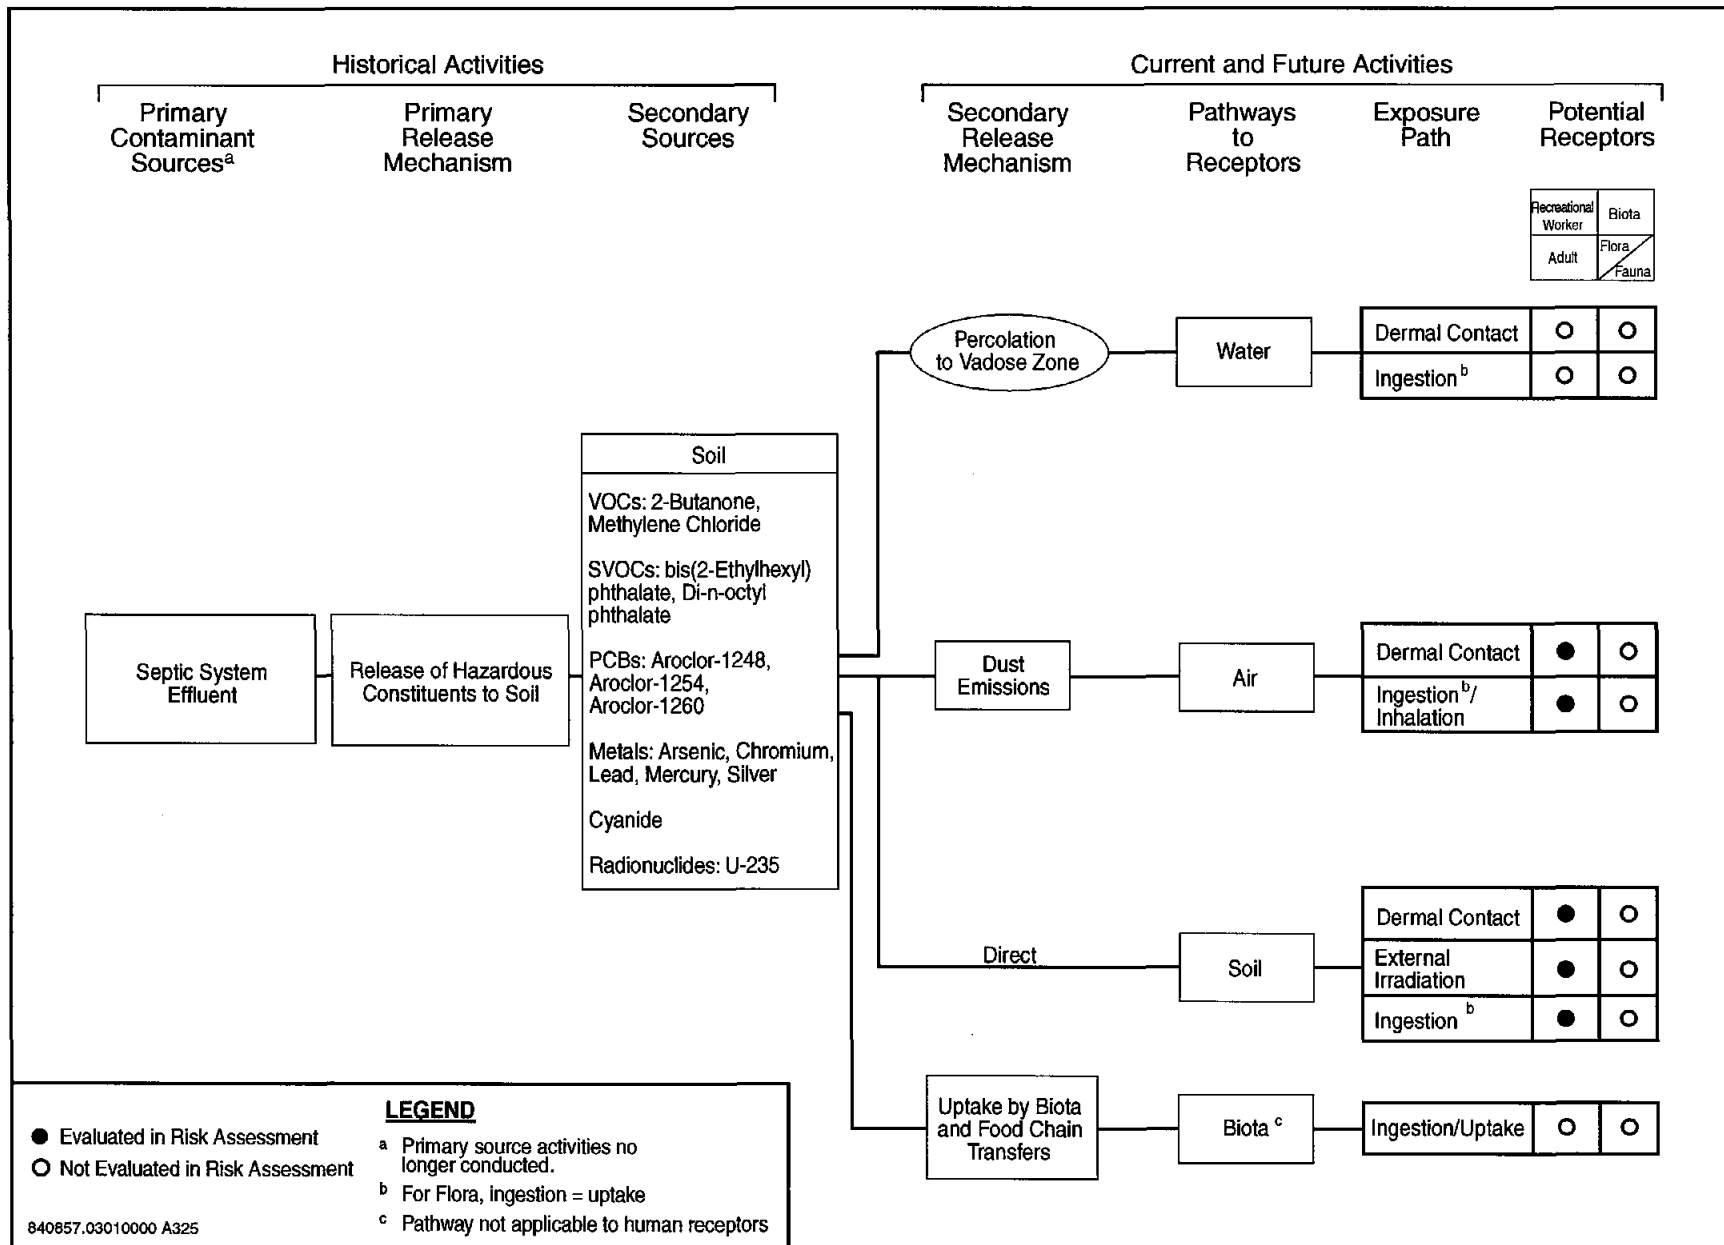 Historical Activities
Current and Future Activities
Primary
Contaminant
Sources^a
Primary
Release
Mechanism
Secondary
Sources
Secondary
Release
Mechanism
Pathways
to
Receptors
Exposure
Path
Potential
Receptors
Recreational
Worker
Biota
Adult
Flora
Fauna
Percolation
to Vadose Zone
Water
Dermal Contact
Ingestion^b
Soil
VOCs: 2-Butanone,
Methylene Chloride
SVOCs: bis(2-Ethylhexyl)
phthalate, Di-n-octyl
phthalate
PCBs: Aroclor-1248,
Aroclor-1254,
Aroclor-1260
Metals: Arsenic, Chromium,
Lead, Mercury, Silver
Cyanide
Radionuclides: U-235
Septic System
Effluent
Release of Hazardous
Constituents to Soil
Dust
Emissions
Air
Dermal Contact
Ingestion^b/
Inhalation
Direct
Soil
Dermal Contact
External
Irradiation
Ingestion^b
Uptake by Biota
and Food Chain
Transfers
Biota^c
Ingestion/Uptake
LEGEND
● Evaluated in Risk Assessment
○ Not Evaluated in Risk Assessment
a Primary source activities no
longer conducted.
b For Flora, ingestion = uptake
c Pathway not applicable to human receptors
840857.03010000 A325